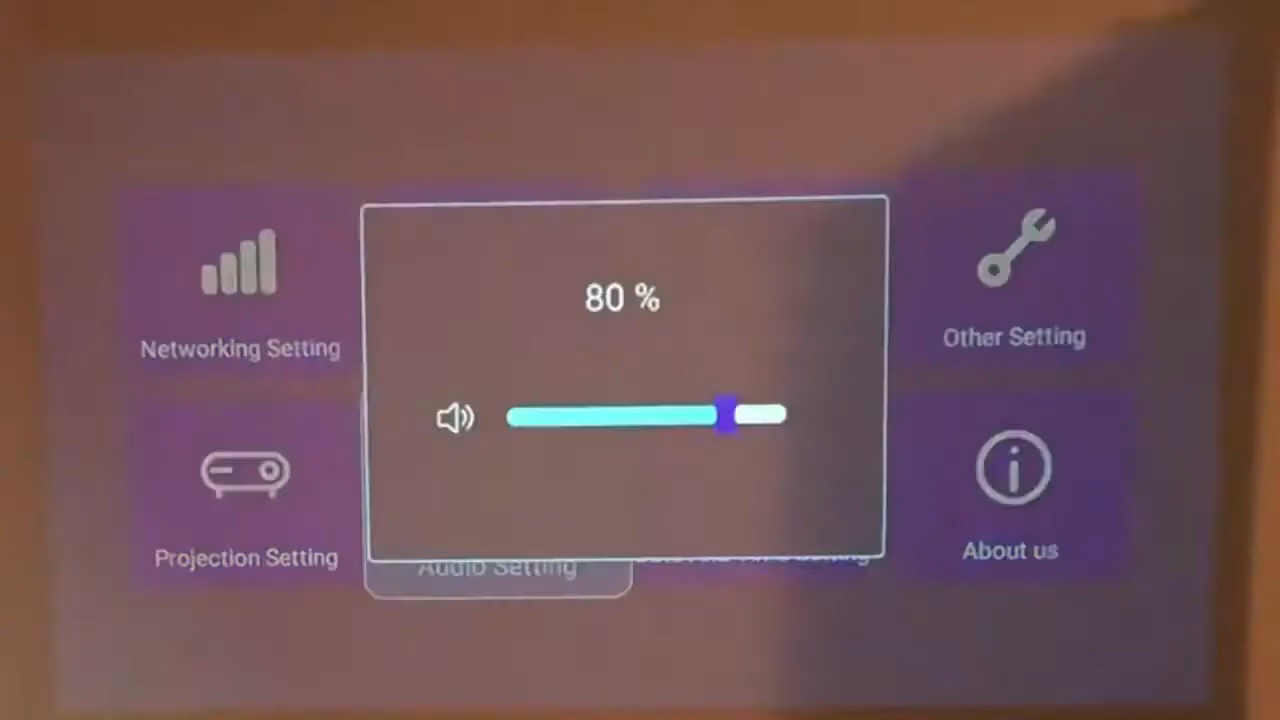 80 %
Networking Setting
Other Setting
Projection Setting
Audio Setting
About us